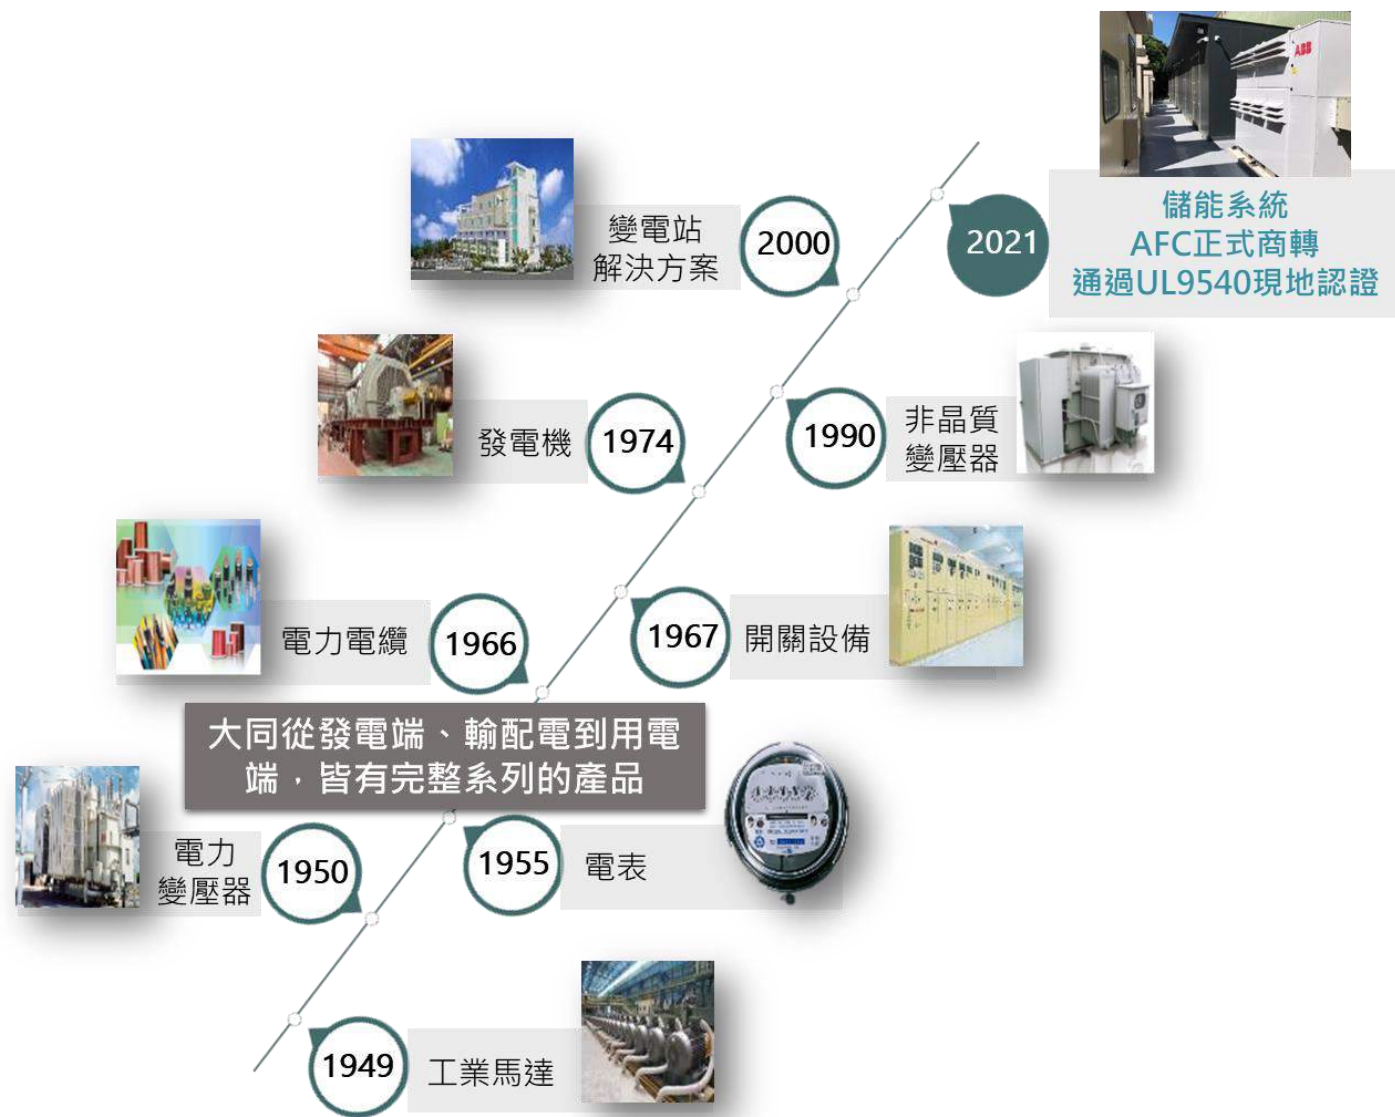 ABB
儲能系統
AFC正式商轉
通過UL9540現地認證
2021
變電站
解決方案
2000
非晶質
變壓器
1990
發電機
1974
開關設備
1967
電力電纜
1966
大同從發電端、輸配電到用電
端，皆有完整系列的產品
電力
變壓器
1950
1955
電表
1949
工業馬達